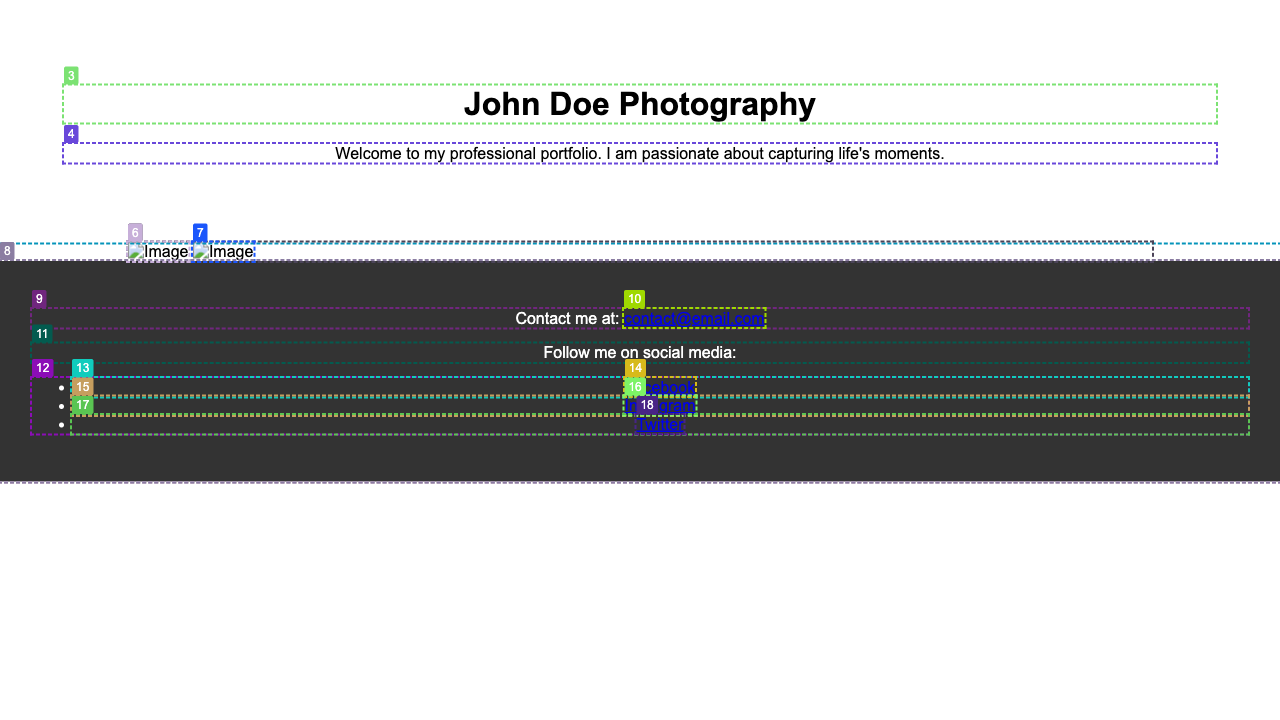 3
John Doe Photography
4
Welcome to my professional portfolio. I am passionate about capturing life's moments.
6 7
8 Image Image
9 10
Contact me at: contact@email.com
11
Follow me on social media:
12 13 14
15 16
17 18
Twitter